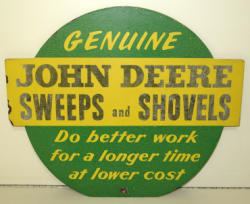 GENUINE
JOHN DEERE
SWEEPS and SHOVELS
Do better work
for a longer time
at lower cost